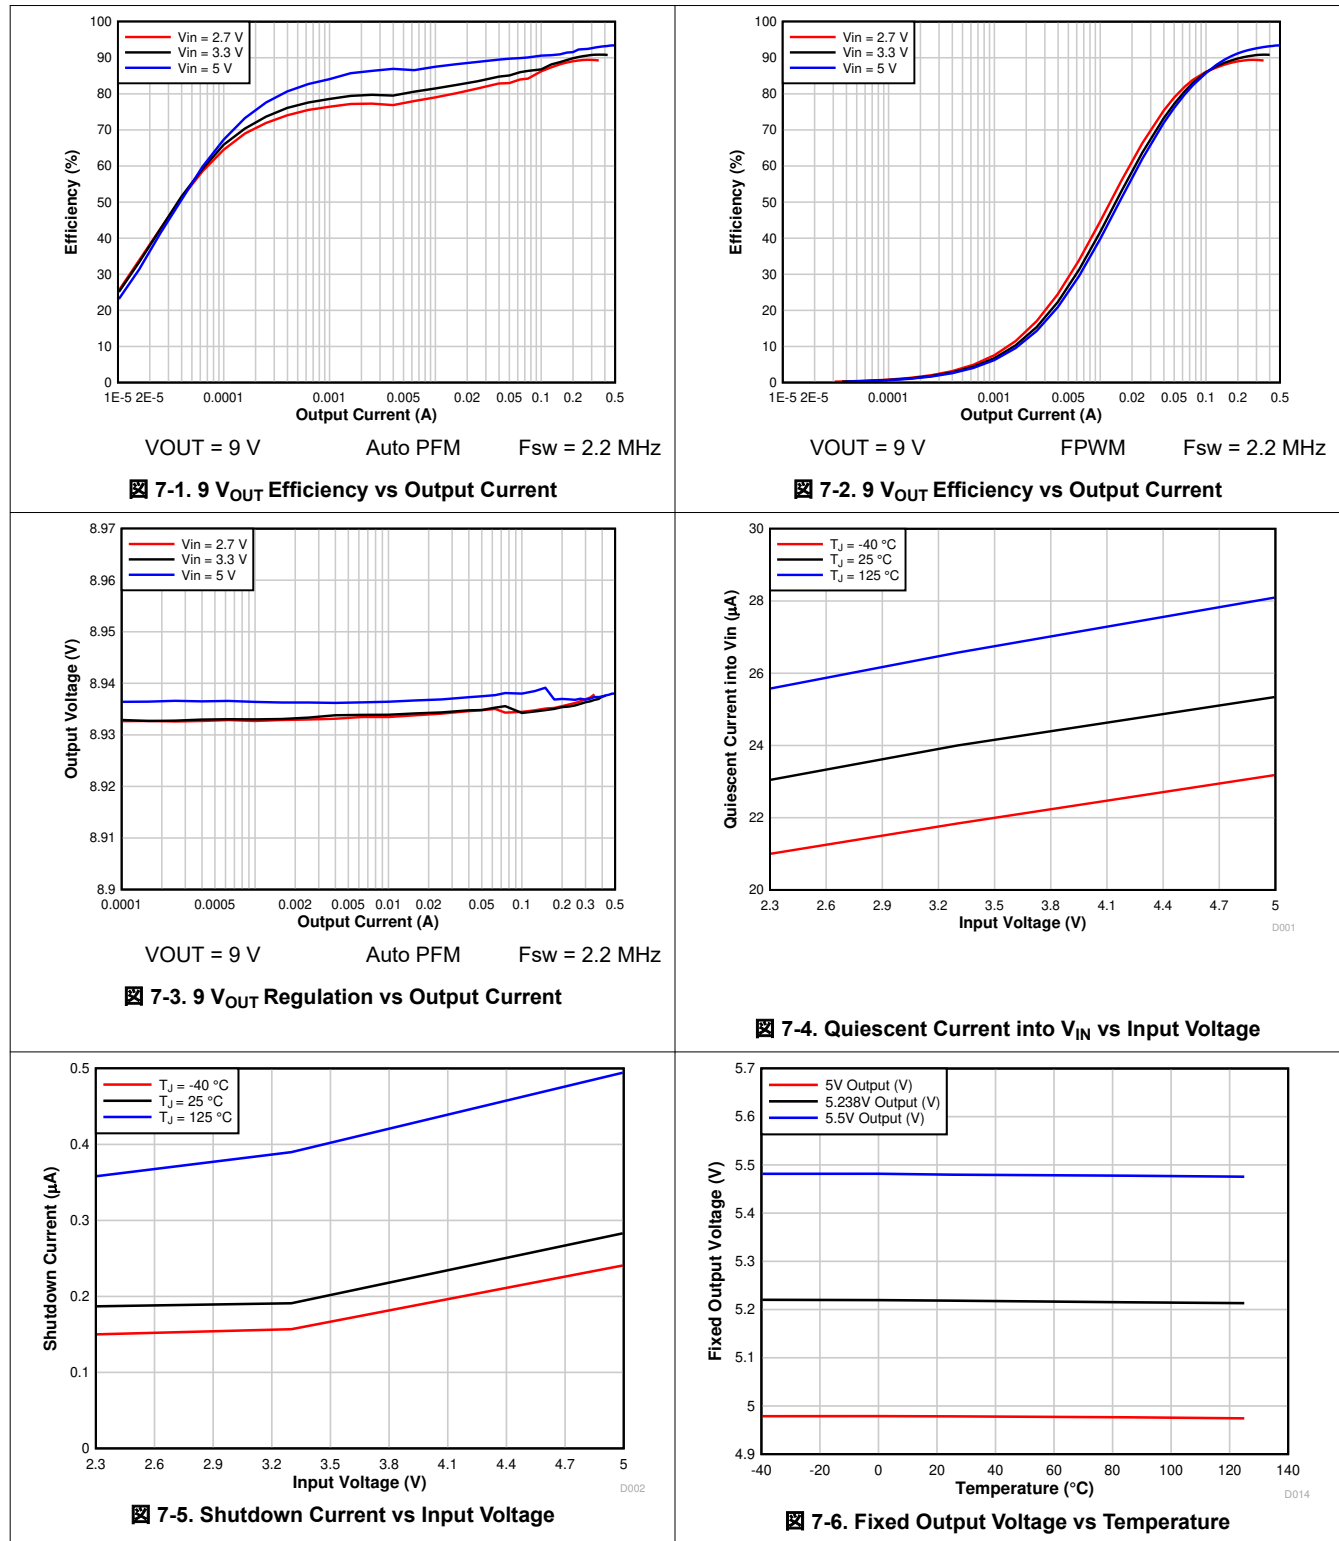 100
90
80
70
60
50
40
30
20
10
0
Efficiency (%)
Vin = 2.7 V
Vin = 3.3 V
Vin = 5 V
1E-5 2E-5 0.0001 0.001 0.005 0.02 0.05 0.1 0.2 0.5
Output Current (A)
VOUT = 9 V Auto PFM Fsw = 2.2 MHz
図 7-1. 9 VOUT Efficiency vs Output Current
100
90
80
70
60
50
40
30
20
10
0
Efficiency (%)
Vin = 2.7 V
Vin = 3.3 V
Vin = 5 V
1E-5 2E-5 0.0001 0.001 0.005 0.02 0.05 0.1 0.2 0.5
Output Current (A)
VOUT = 9 V FPWM Fsw = 2.2 MHz
図 7-2. 9 VOUT Efficiency vs Output Current
8.97
8.96
8.95
8.94
8.93
8.92
8.91
8.9
Output Voltage (V)
Vin = 2.7 V
Vin = 3.3 V
Vin = 5 V
0.0001 0.0005 0.002 0.005 0.01 0.02 0.05 0.1 0.2 0.3 0.5
Output Current (A)
VOUT = 9 V Auto PFM Fsw = 2.2 MHz
図 7-3. 9 VOUT Regulation vs Output Current
30
28
26
24
22
20
Quiescent Current into Vin (µA)
TJ = -40 °C
TJ = 25 °C
TJ = 125 °C
2.3 2.6 2.9 3.2 3.5 3.8 4.1 4.4 4.7 5
Input Voltage (V)
D001
図 7-4. Quiescent Current into VIN vs Input Voltage
0.5
0.4
0.3
0.2
0.1
0
Shutdown Current (µA)
TJ = -40 °C
TJ = 25 °C
TJ = 125 °C
2.3 2.6 2.9 3.2 3.5 3.8 4.1 4.4 4.7 5
Input Voltage (V)
D002
図 7-5. Shutdown Current vs Input Voltage
5.7
5.6
5.5
5.4
5.3
5.2
5.1
5
4.9
Fixed Output Voltage (V)
5V Output (V)
5.238V Output (V)
5.5V Output (V)
-40 -20 0 20 40 60 80 100 120 140
Temperature (°C)
D014
図 7-6. Fixed Output Voltage vs Temperature